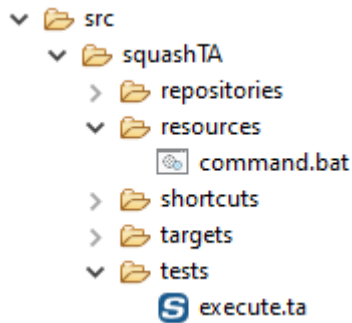 src
squashTA
repositories
resources
command.bat
shortcuts
targets
tests
execute.ta